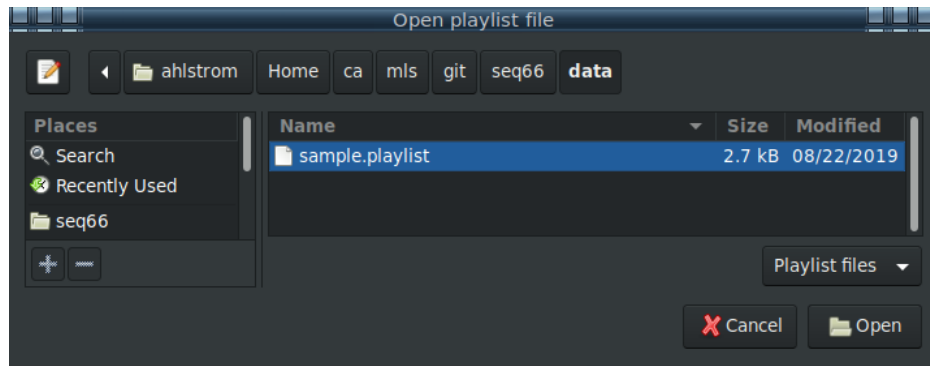 Open playlist file
ahlstrom Home ca mls git seq66 data
Places
Search
Recently Used
seq66
Name Size Modified
sample.playlist 2.7 kB 08/22/2019
Playlist files
Cancel Open